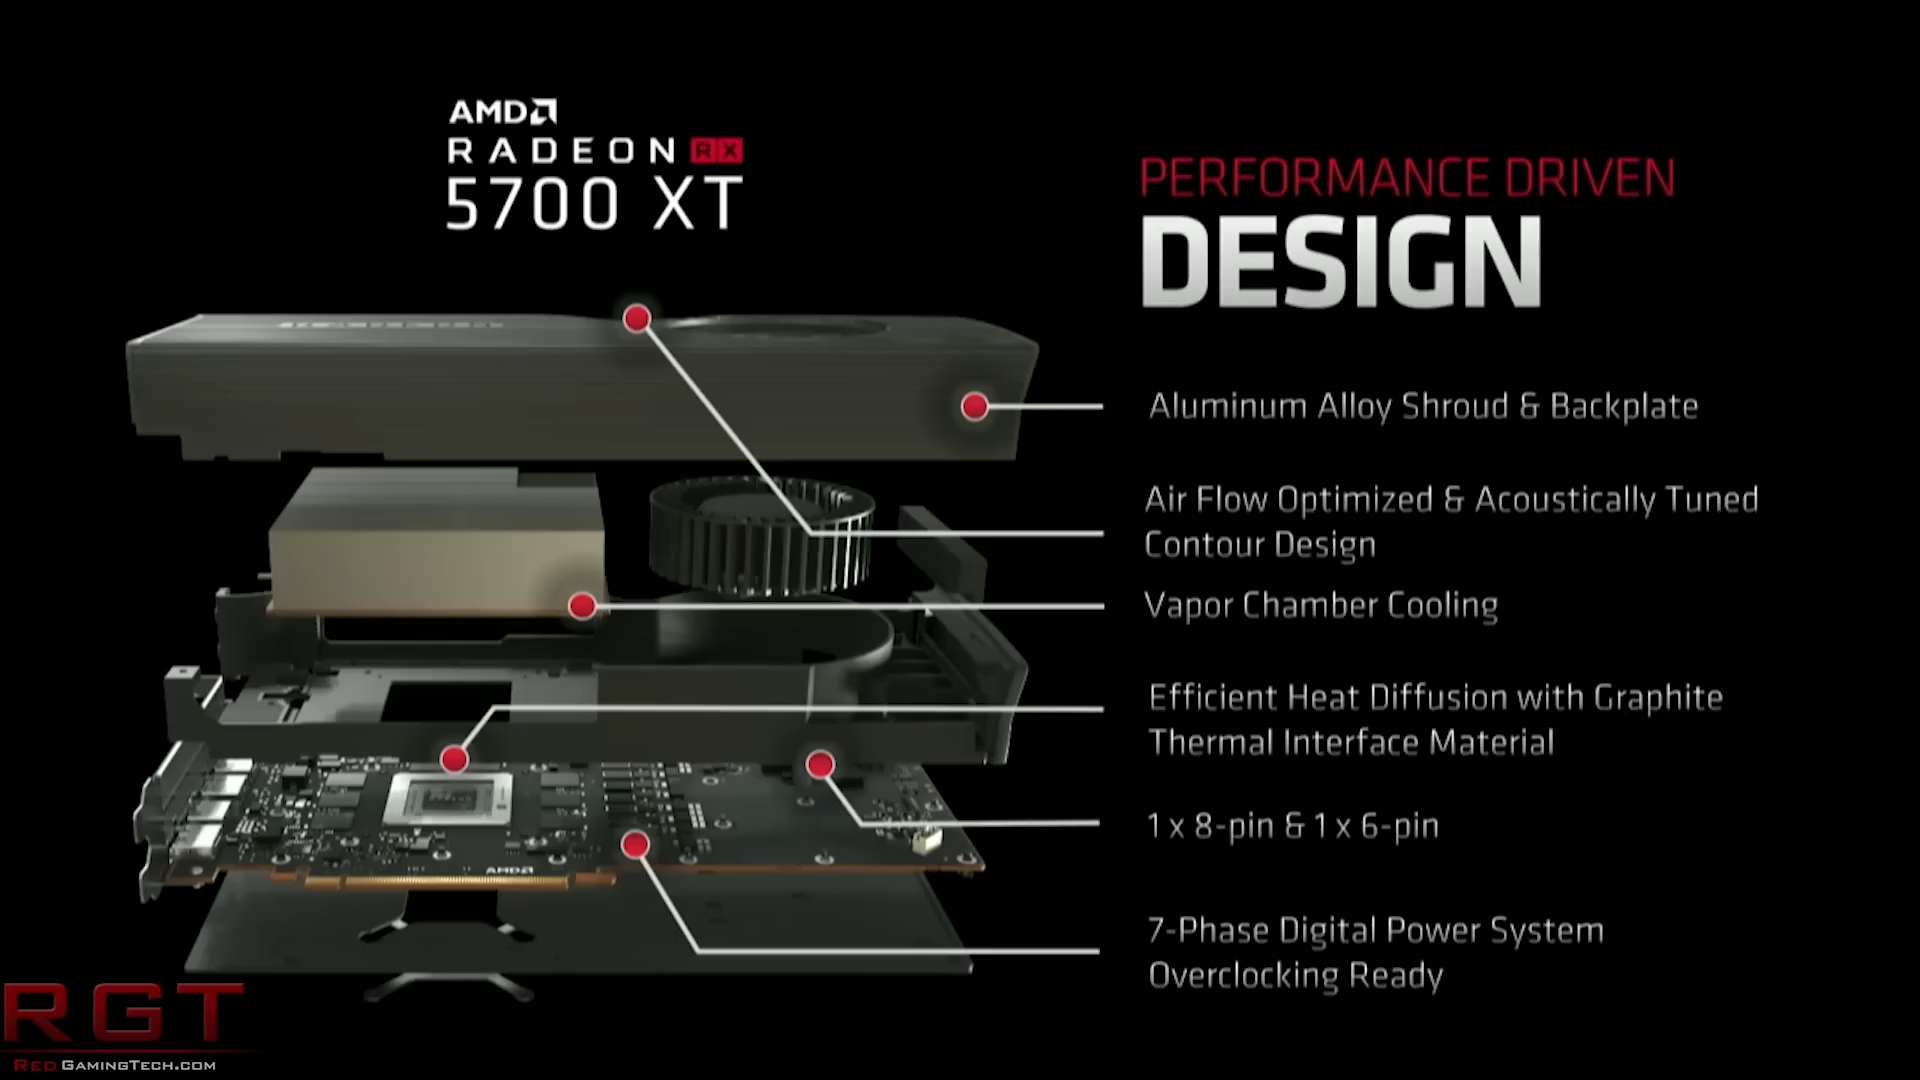 AMD
RADEON RX
5700 XT
PERFORMANCE DRIVEN
DESIGN
Aluminum Alloy Shroud & Backplate
Air Flow Optimized & Acoustically Tuned
Contour Design
Vapor Chamber Cooling
Efficient Heat Diffusion with Graphite
Thermal Interface Material
1 x 8-pin & 1 x 6-pin
AMD
7-Phase Digital Power System
Overclocking Ready
RGT
REDGAMINGTECH.COM